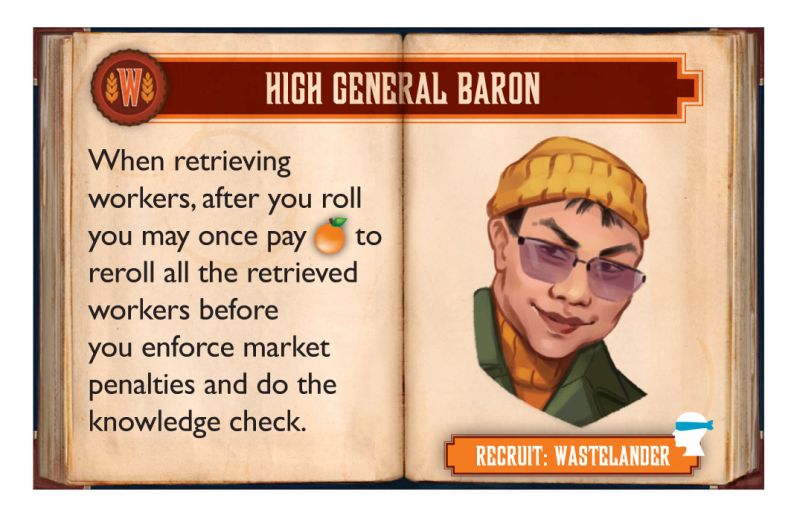 W
HIGH GENERAL BARON
When retrieving
workers, after you roll
you may once pay to
reroll all the retrieved
workers before
you enforce market
penalties and do the
knowledge check.
RECRUIT: WASTELANDER